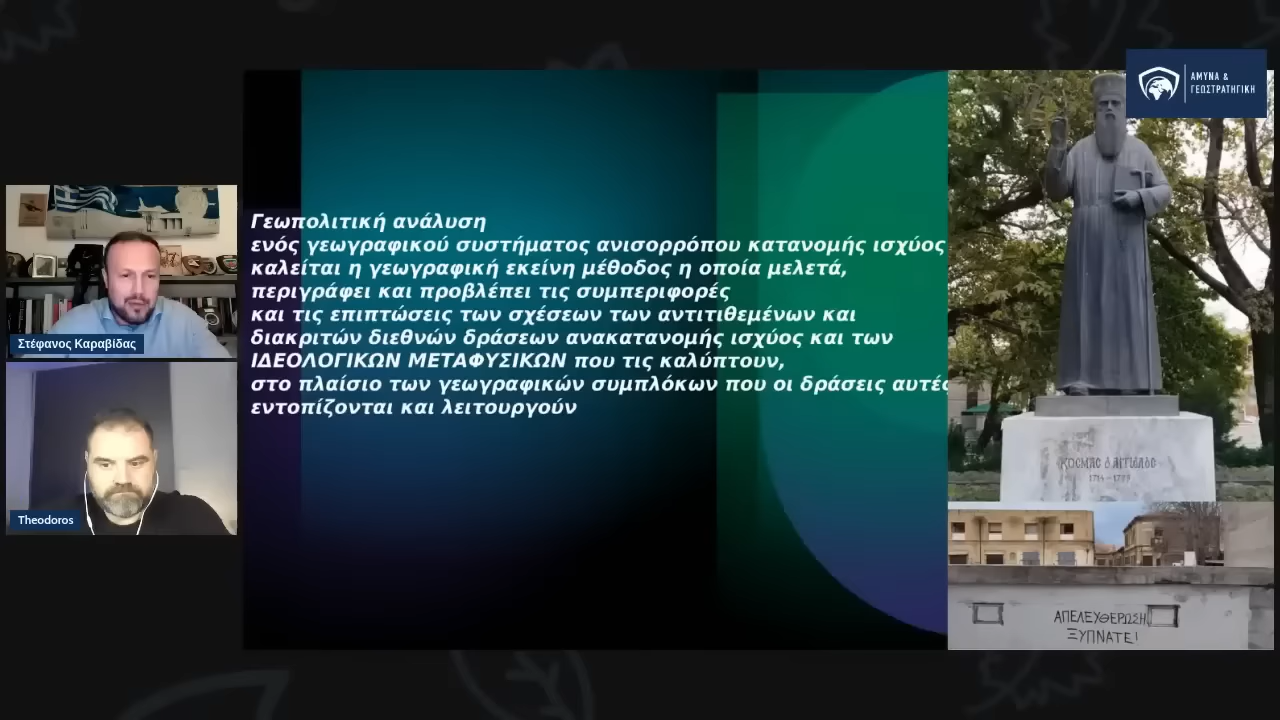 ΑΜΥΝΑ &
ΓΕΩΣΤΡΑΤΗΓΙΚΗ
Γεωπολιτική ανάλυση
ενός γεωγραφικού συστήματος ανισορρόπου κατανομής ισχύος
καλείται η γεωγραφική εκείνη μέθοδος η οποία μελετά,
περιγράφει και προβλέπει τις συμπεριφορές
και τις επιπτώσεις των σχέσεων των αντιτιθεμένων και
διακριτών διεθνών δράσεων ανακατανομής ισχύος και των
ΙΔΕΟΛΟΓΙΚΩΝ ΜΕΤΑΦΥΣΙΚΩΝ που τις καλύπτουν,
στο πλαίσιο των γεωγραφικών συμπλόκων που οι δράσεις αυτές
εντοπίζονται και λειτουργούν
Στέφανος Καραβίδας
Theodoros
ΚΟΣΜΑΣ Ο ΑΙΤΩΛΟΣ
ΑΠΕΛΕΥΘΕΡΩΣΗ
ΞΥΠΝΑΤΕ!